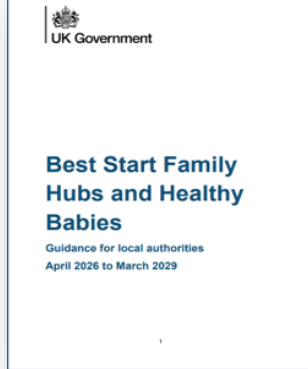 UK Government
Best Start Family
Hubs and Healthy
Babies
Guidance for local authorities
April 2026 to March 2029
1